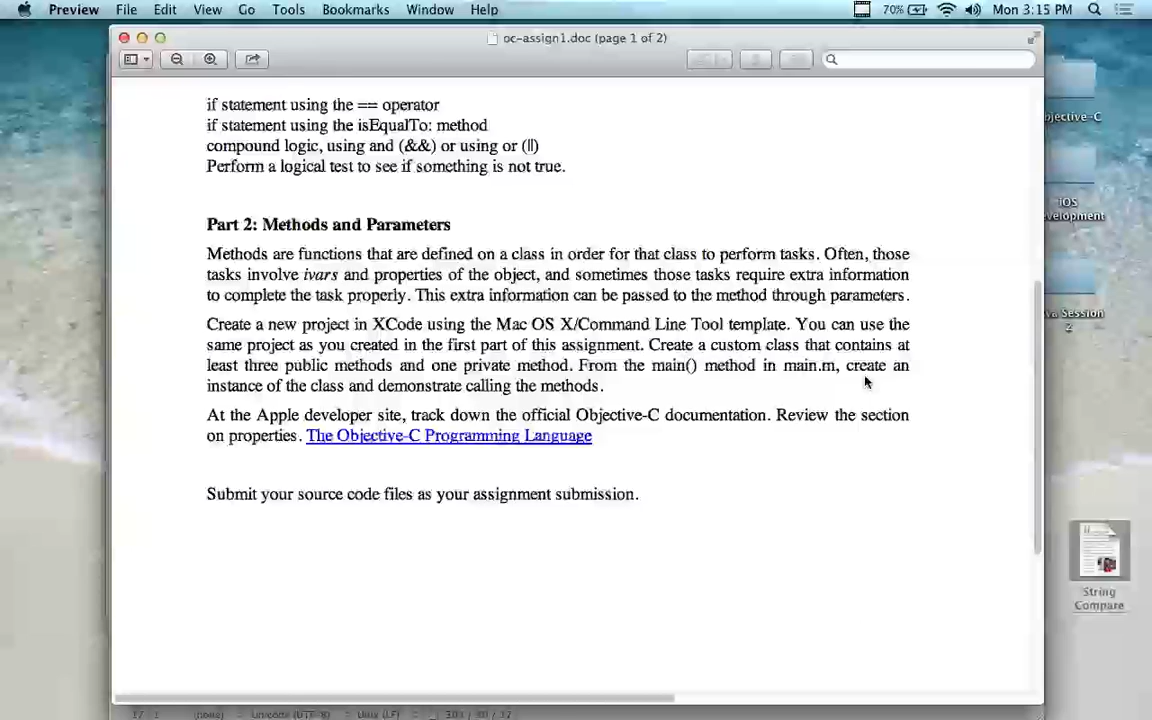 Preview File Edit View Go Tools Bookmarks Window Help 70% Mon 3:15 PM
oc-assign1.doc (page 1 of 2)
if statement using the == operator
if statement using the isEqualTo: method
compound logic, using and (&&) or using or (||)
Perform a logical test to see if something is not true.
Part 2: Methods and Parameters
Methods are functions that are defined on a class in order for that class to perform tasks. Often, those
tasks involve ivars and properties of the object, and sometimes those tasks require extra information
to complete the task properly. This extra information can be passed to the method through parameters.
Create a new project in XCode using the Mac OS X/Command Line Tool template. You can use the
same project as you created in the first part of this assignment. Create a custom class that contains at
least three public methods and one private method. From the main() method in main.m, create an
instance of the class and demonstrate calling the methods.
At the Apple developer site, track down the official Objective-C documentation. Review the section
on properties. The Objective-C Programming Language
Submit your source code files as your assignment submission.
bjective-C
iOS
velopment
va Session
2
String
Compare